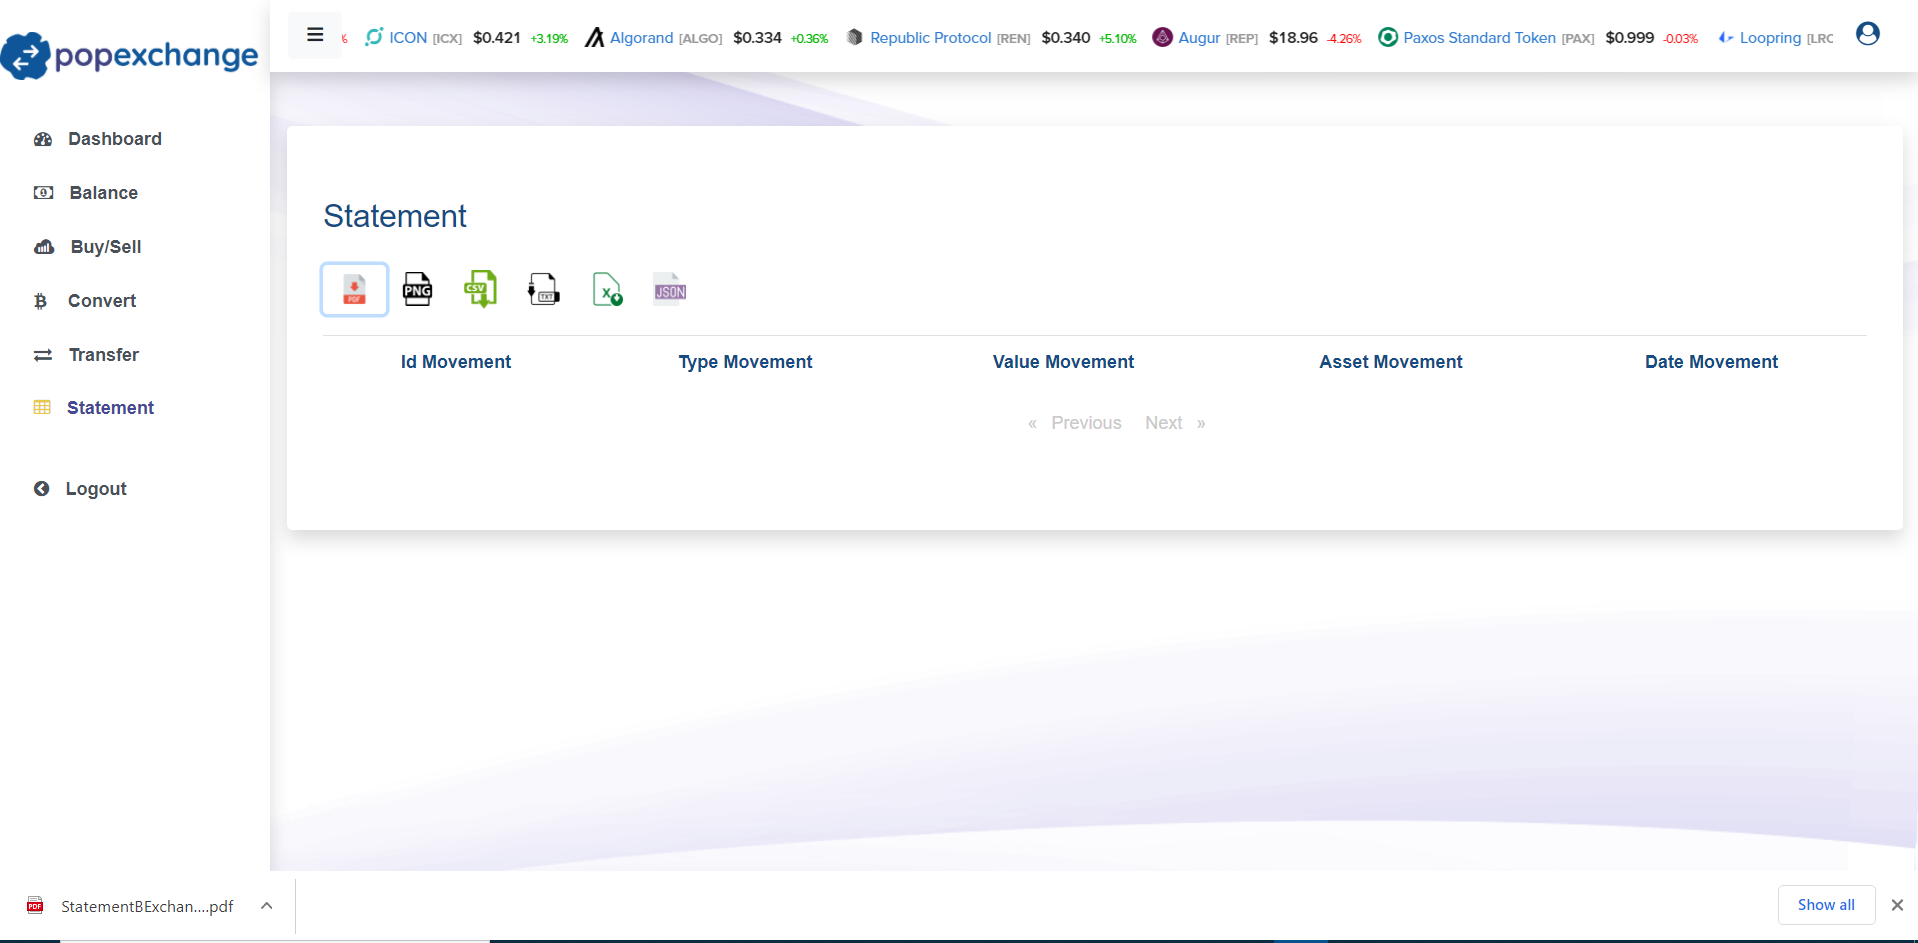 % ICON [ICX] $0.421 +3.19% Algorand [ALGO] $0.334 +0.36% Republic Protocol [REN] $0.340 +5.10% Augur [REP] $18.96 -4.26% Paxos Standard Token [PAX] $0.999 -0.03% Loopring [LRC
popexchange
Dashboard
Balance
Buy/Sell
Convert
Transfer
Statement
Logout
Statement
PDF PNG CSV TXT X JSON
Id Movement Type Movement Value Movement Asset Movement Date Movement
« Previous Next »
PDF StatementBExchan....pdf Show all